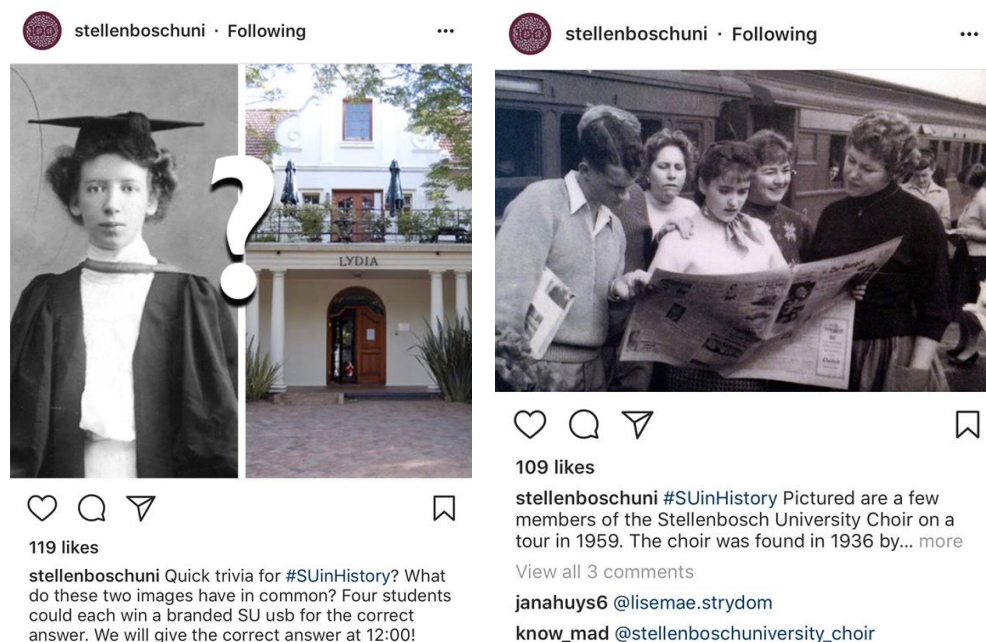 stellenboschuni · Following
?
LYDIA
119 likes
stellenboschuni Quick trivia for #SUinHistory? What
do these two images have in common? Four students
could each win a branded SU usb for the correct
answer. We will give the correct answer at 12:00!
stellenboschuni · Following
109 likes
stellenboschuni #SUinHistory Pictured are a few
members of the Stellenbosch University Choir on a
tour in 1959. The choir was found in 1936 by... more
View all 3 comments
janahuys6 @lisemae.strydom
know_mad @stellenboschuniversity_choir